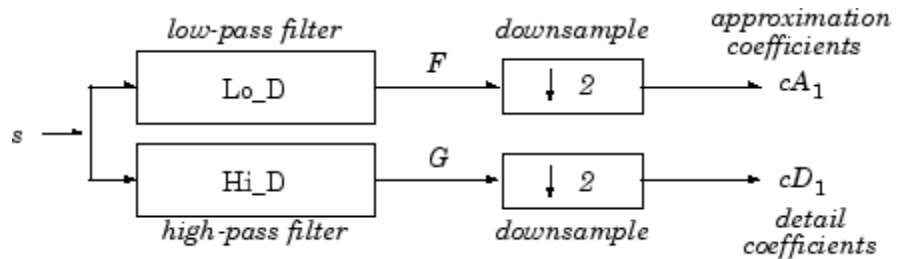 low-pass filter
downsample
approximation
coefficients
Lo_D
F
↓ 2
cA₁
s
Hi_D
G
↓ 2
cD₁
high-pass filter
downsample
detail
coefficients